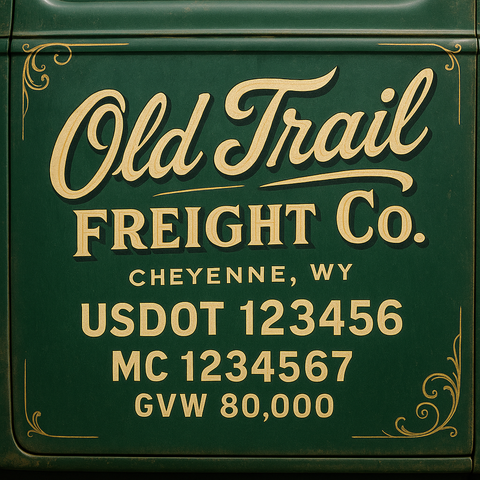 Old Trail
FREIGHT Co.
CHEYENNE, WY
USDOT 123456
MC 1234567
GVW 80,000